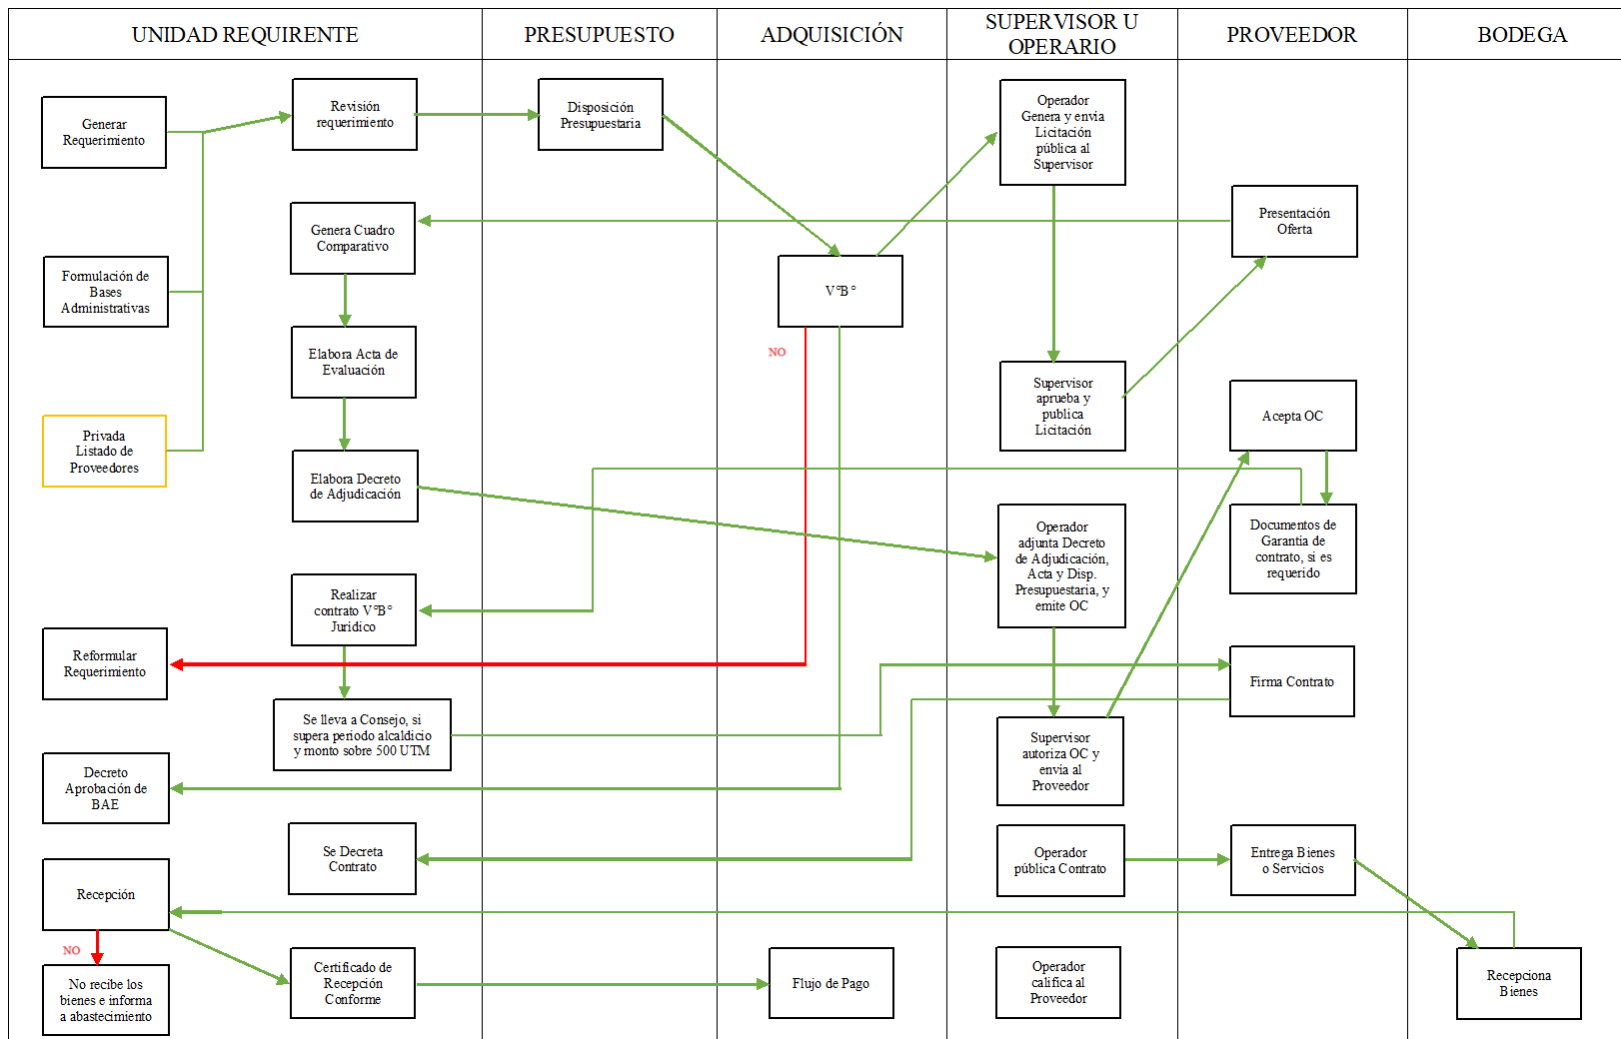 UNIDAD REQUIRENTE
PRESUPUESTO
ADQUISICIÓN
SUPERVISOR U
OPERARIO
PROVEEDOR
BODEGA
Generar
Requerimiento
Revisión
requerimiento
Disposición
Presupuestaria
Operador
Genera y envía
Licitación
pública al
Supervisor
Genera Cuadro
Comparativo
Presentación
Oferta
Formulación de
Bases
Administrativas
V°B°
NO
Elabora Acta de
Evaluación
Supervisor
aprueba y
publica
Licitación
Acepta OC
Privada
Listado de
Proveedores
Elabora Decreto
de Adjudicación
Operador
adjunta Decreto
de Adjudicación,
Acta y Disp.
Presupuestaria, y
emite OC
Documentos de
Garantía de
contrato, si es
requerido
Realizar
contrato V°B°
Jurídico
Reformular
Requerimiento
Firma Contrato
Se lleva a Consejo, si
supera periodo alcaldicio
y monto sobre 500 UTM
Supervisor
autoriza OC y
envía al
Proveedor
Decreto
Aprobación de
BAE
Se Decreta
Contrato
Operador
pública Contrato
Entrega Bienes
o Servicios
Recepción
NO
No recibe los
bienes e informa
a abastecimiento
Certificado de
Recepción
Conforme
Flujo de Pago
Operador
califica al
Proveedor
Recepciona
Bienes